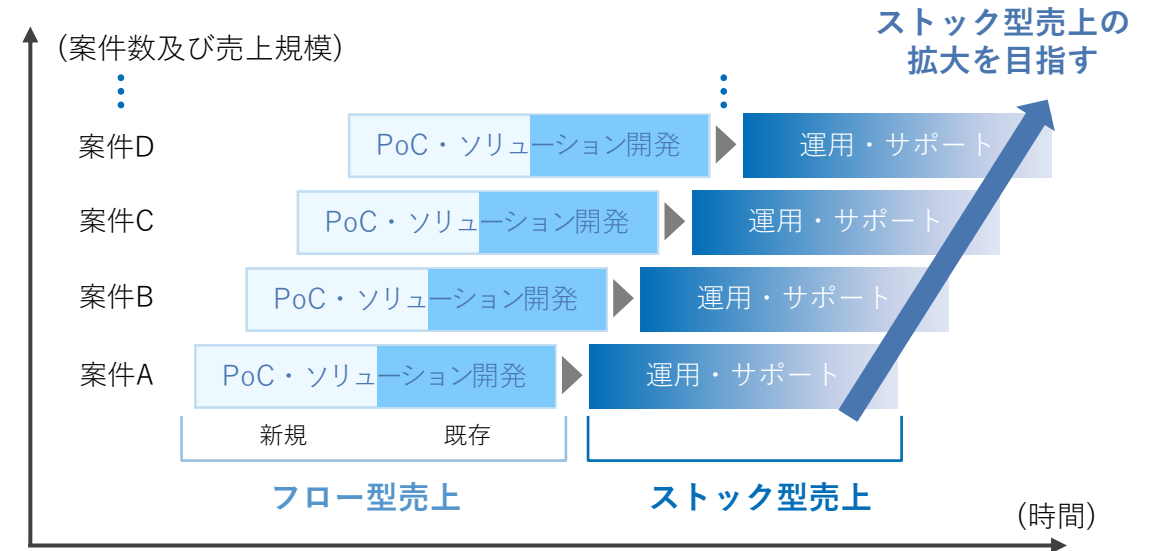 ストック型売上の
拡大を目指す
(案件数及び売上規模)
案件D
PoC・ソリューション開発
運用・サポート
案件C
PoC・ソリューション開発
運用・サポート
案件B
PoC・ソリューション開発
運用・サポート
案件A
PoC・ソリューション開発
運用・サポート
新規
既存
フロー型売上
ストック型売上
(時間)